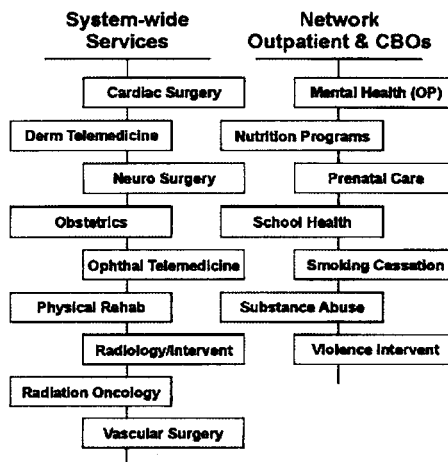 System-wide
Services
Cardiac Surgery
Derm Telemedicine
Neuro Surgery
Obstetrics
Ophthal Telemedicine
Physical Rehab
Radiology/Intervent
Radiation Oncology
Vascular Surgery
Network
Outpatient & CBOs
Mental Health (OP)
Nutrition Programs
Prenatal Care
School Health
Smoking Cessation
Substance Abuse
Violence Intervent